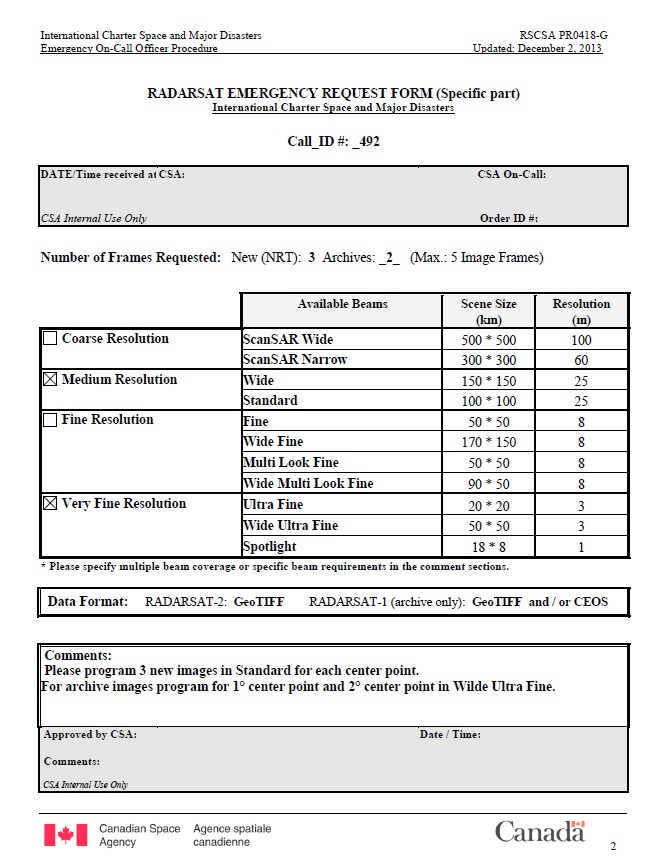 International Charter Space and Major Disasters RSCSA PR0418-G
Emergency On-Call Officer Procedure Updated: December 2, 2013
RADARSAT EMERGENCY REQUEST FORM (Specific part)
International Charter Space and Major Disasters
Call_ID #: _492
DATE/Time received at CSA: CSA On-Call:
CSA Internal Use Only Order ID #:
Number of Frames Requested: New (NRT): 3 Archives: _2_ (Max.: 5 Image Frames)
Available Beams Scene Size (km) Resolution (m)
Coarse Resolution ScanSAR Wide 500 * 500 100
ScanSAR Narrow 300 * 300 60
Medium Resolution Wide 150 * 150 25
Standard 100 * 100 25
Fine Resolution Fine 50 * 50 8
Wide Fine 170 * 150 8
Multi Look Fine 50 * 50 8
Wide Multi Look Fine 90 * 50 8
Very Fine Resolution Ultra Fine 20 * 20 3
Wide Ultra Fine 50 * 50 3
Spotlight 18 * 8 1
* Please specify multiple beam coverage or specific beam requirements in the comment sections.
Data Format: RADARSAT-2: GeoTIFF RADARSAT-1 (archive only): GeoTIFF and / or CEOS
Comments:
Please program 3 new images in Standard for each center point.
For archive images program for 1° center point and 2° center point in Wilde Ultra Fine.
Approved by CSA: Date / Time:
Comments:
CSA Internal Use Only
Canadian Space Agency Agence spatiale canadienne Canada
2